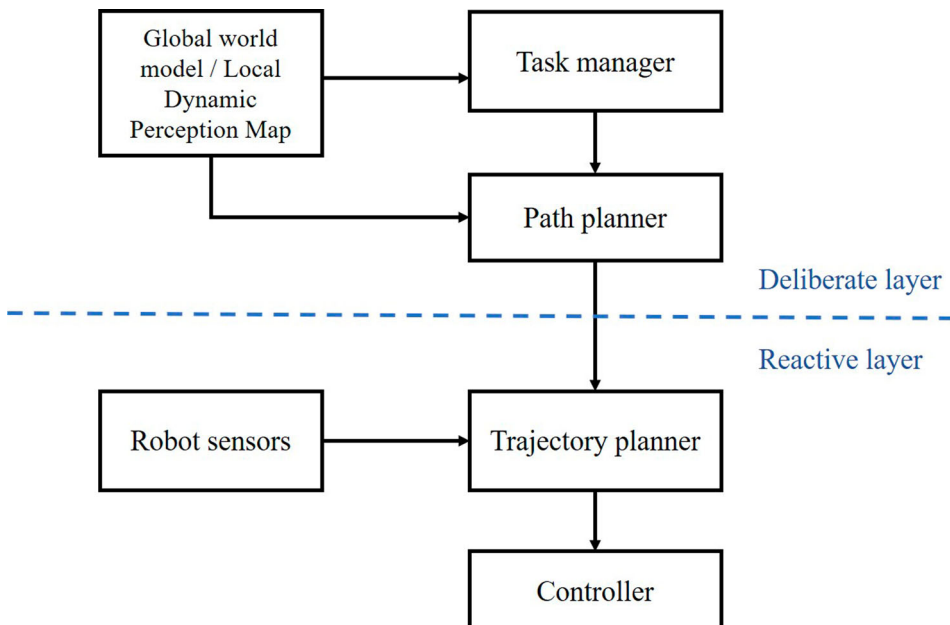 Global world
model / Local
Dynamic
Perception Map
Task manager
Path planner
Deliberate layer
Reactive layer
Robot sensors
Trajectory planner
Controller